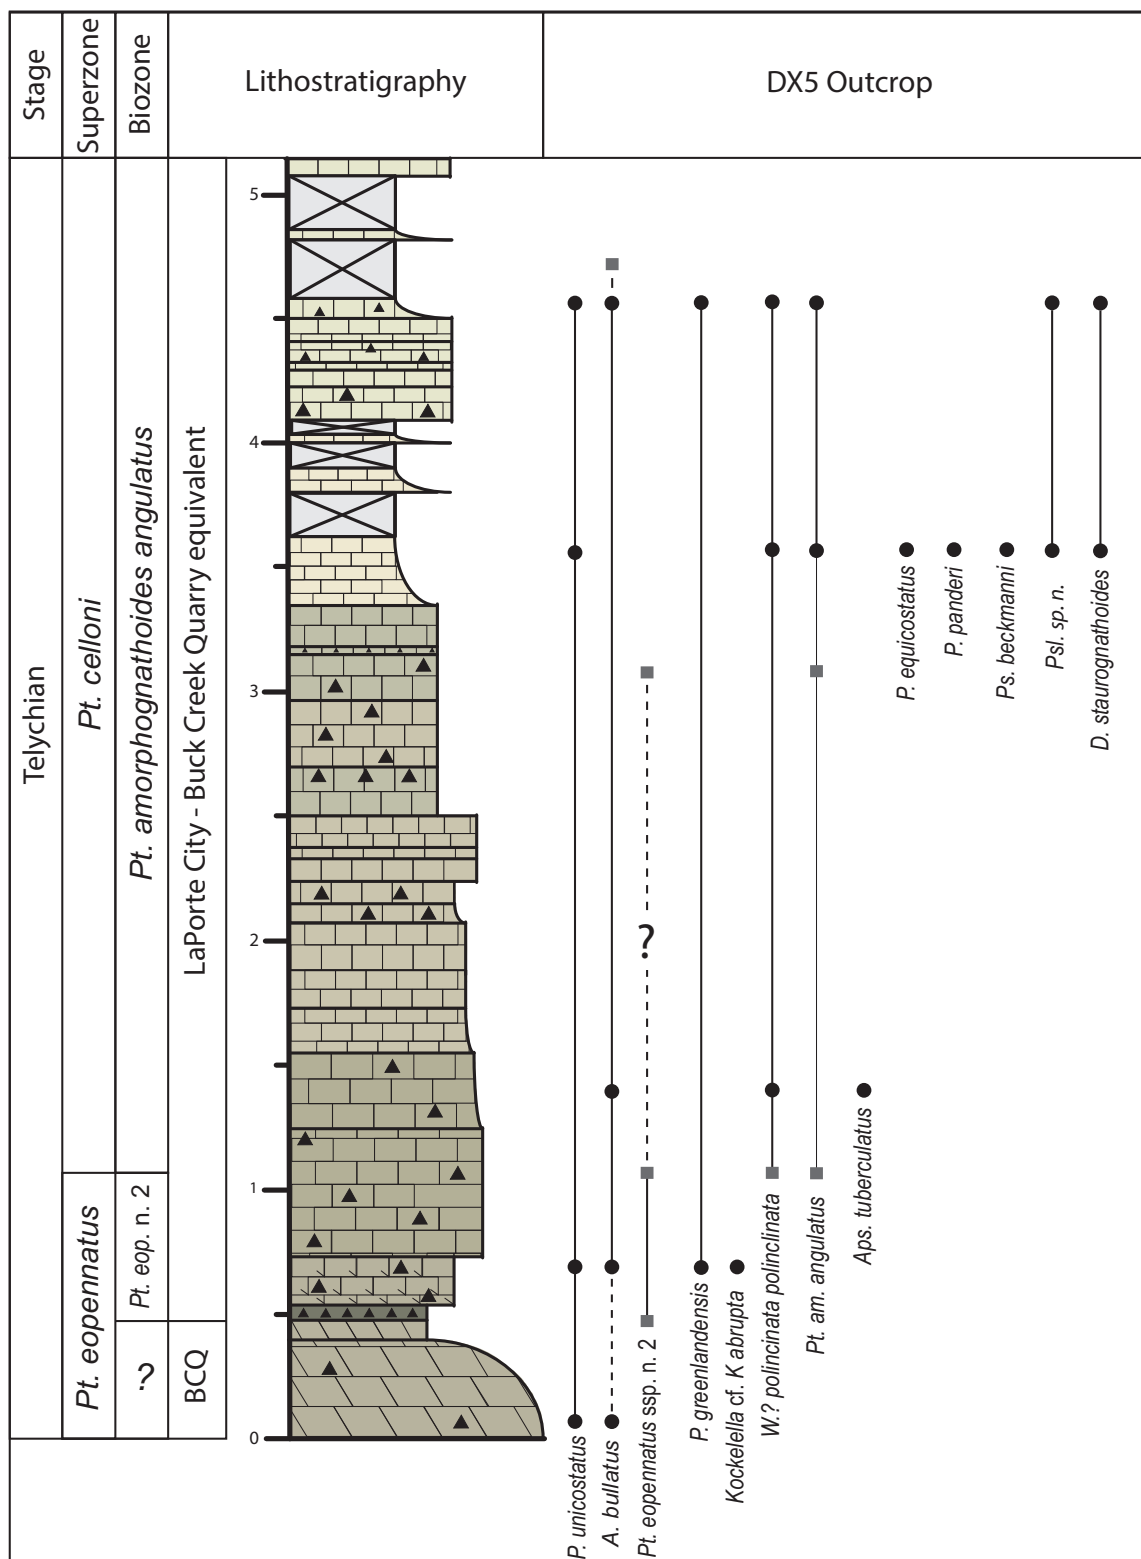 Stage
Superzone
Biozone
Lithostratigraphy
DX5 Outcrop
Telychian
Pt. celloni
Pt. eopennatus
Pt. amorphognathoides angulatus
Pt. eop. n. 2
?
LaPorte City - Buck Creek Quarry equivalent
BCQ
5
4
3
2
1
0
?
P. unicostatus
A. bullatus
Pt. eopennatus ssp. n. 2
P. greenlandensis
Kockelella cf. K abrupta
W.? polincinata polinclinata
Pt. am. angulatus
Aps. tuberculatus
P. equicostatus
P. panderi
Ps. beckmanni
Psl. sp. n.
D. staurognathoides